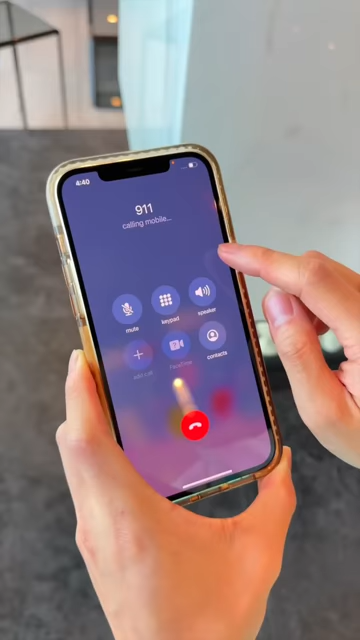 4:40
911
calling mobile...
mute
keypad
speaker
add call
FaceTime
contacts